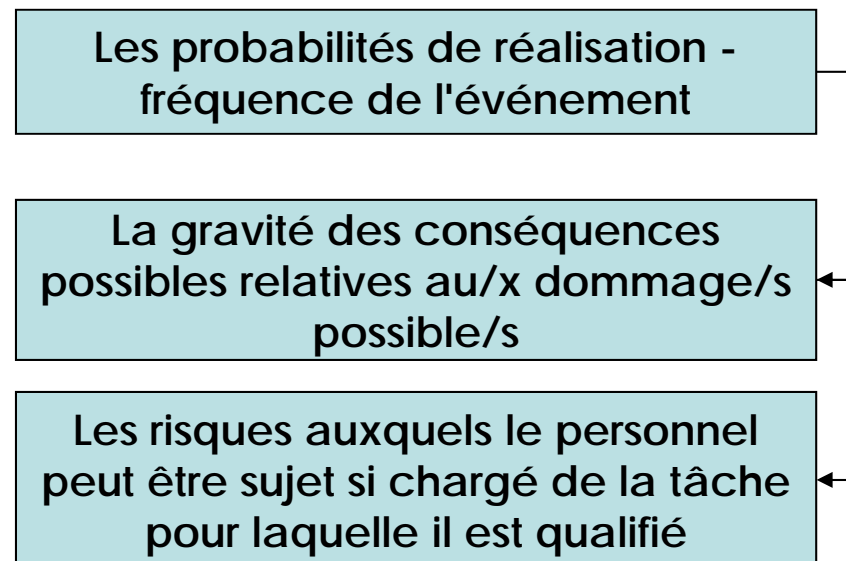 Les probabilités de réalisation -
fréquence de l'événement
La gravité des conséquences
possibles relatives au/x dommage/s
possible/s
Les risques auxquels le personnel
peut être sujet si chargé de la tâche
pour laquelle il est qualifié